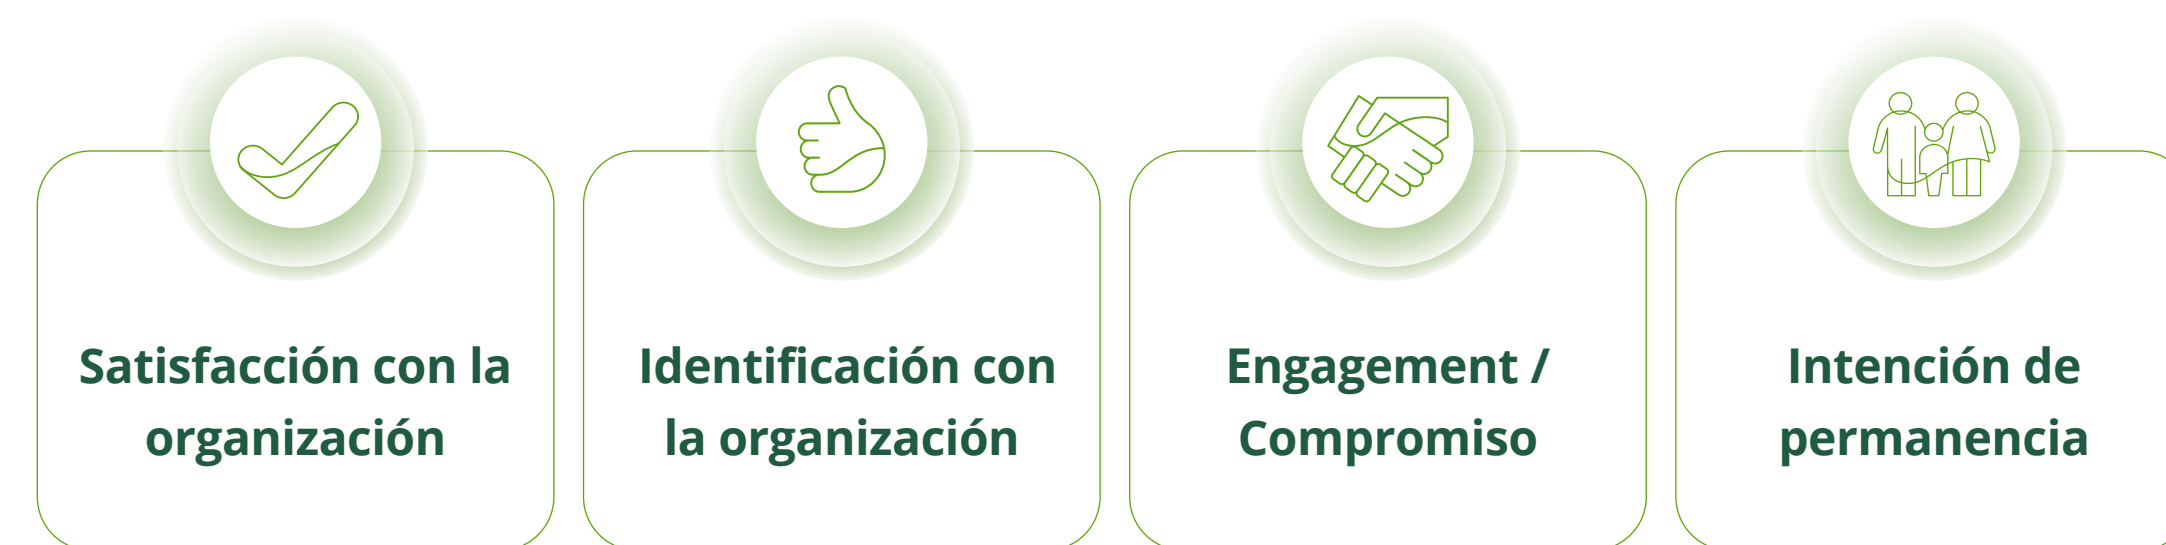 Satisfacción con la
organización
Identificación con
la organización
Engagement /
Compromiso
Intención de
permanencia